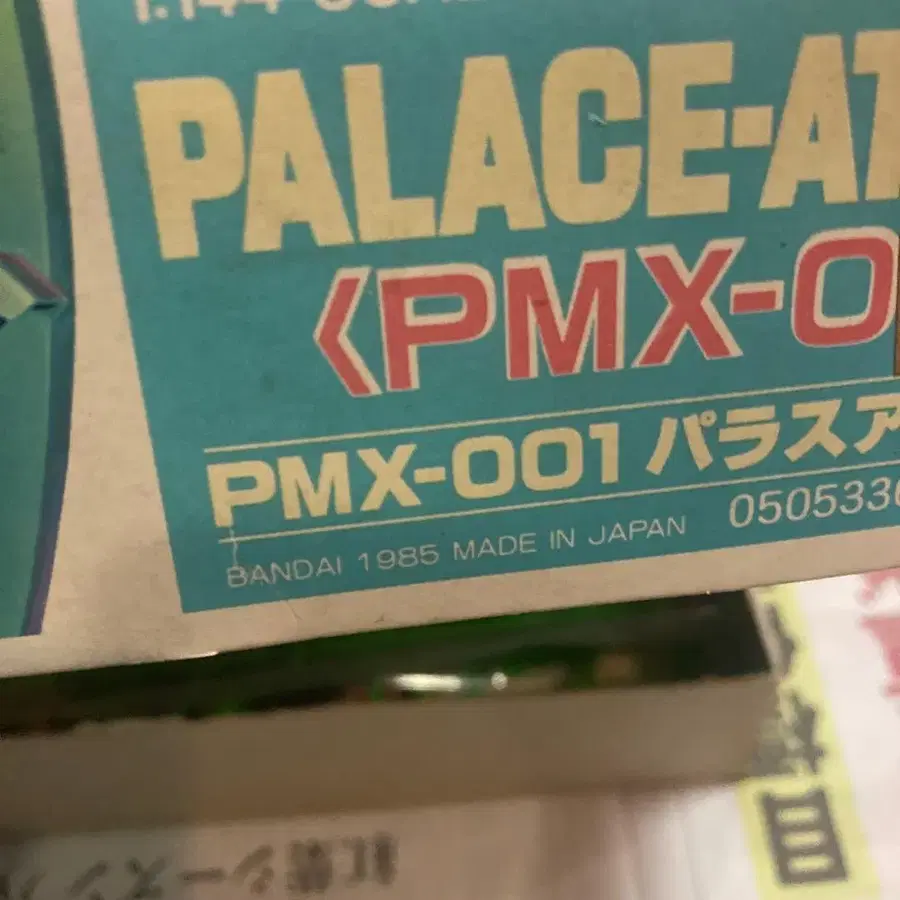 PALACE-AT
〈PMX-0
PMX-001 パラスア
BANDAI 1985 MADE IN JAPAN 0505336